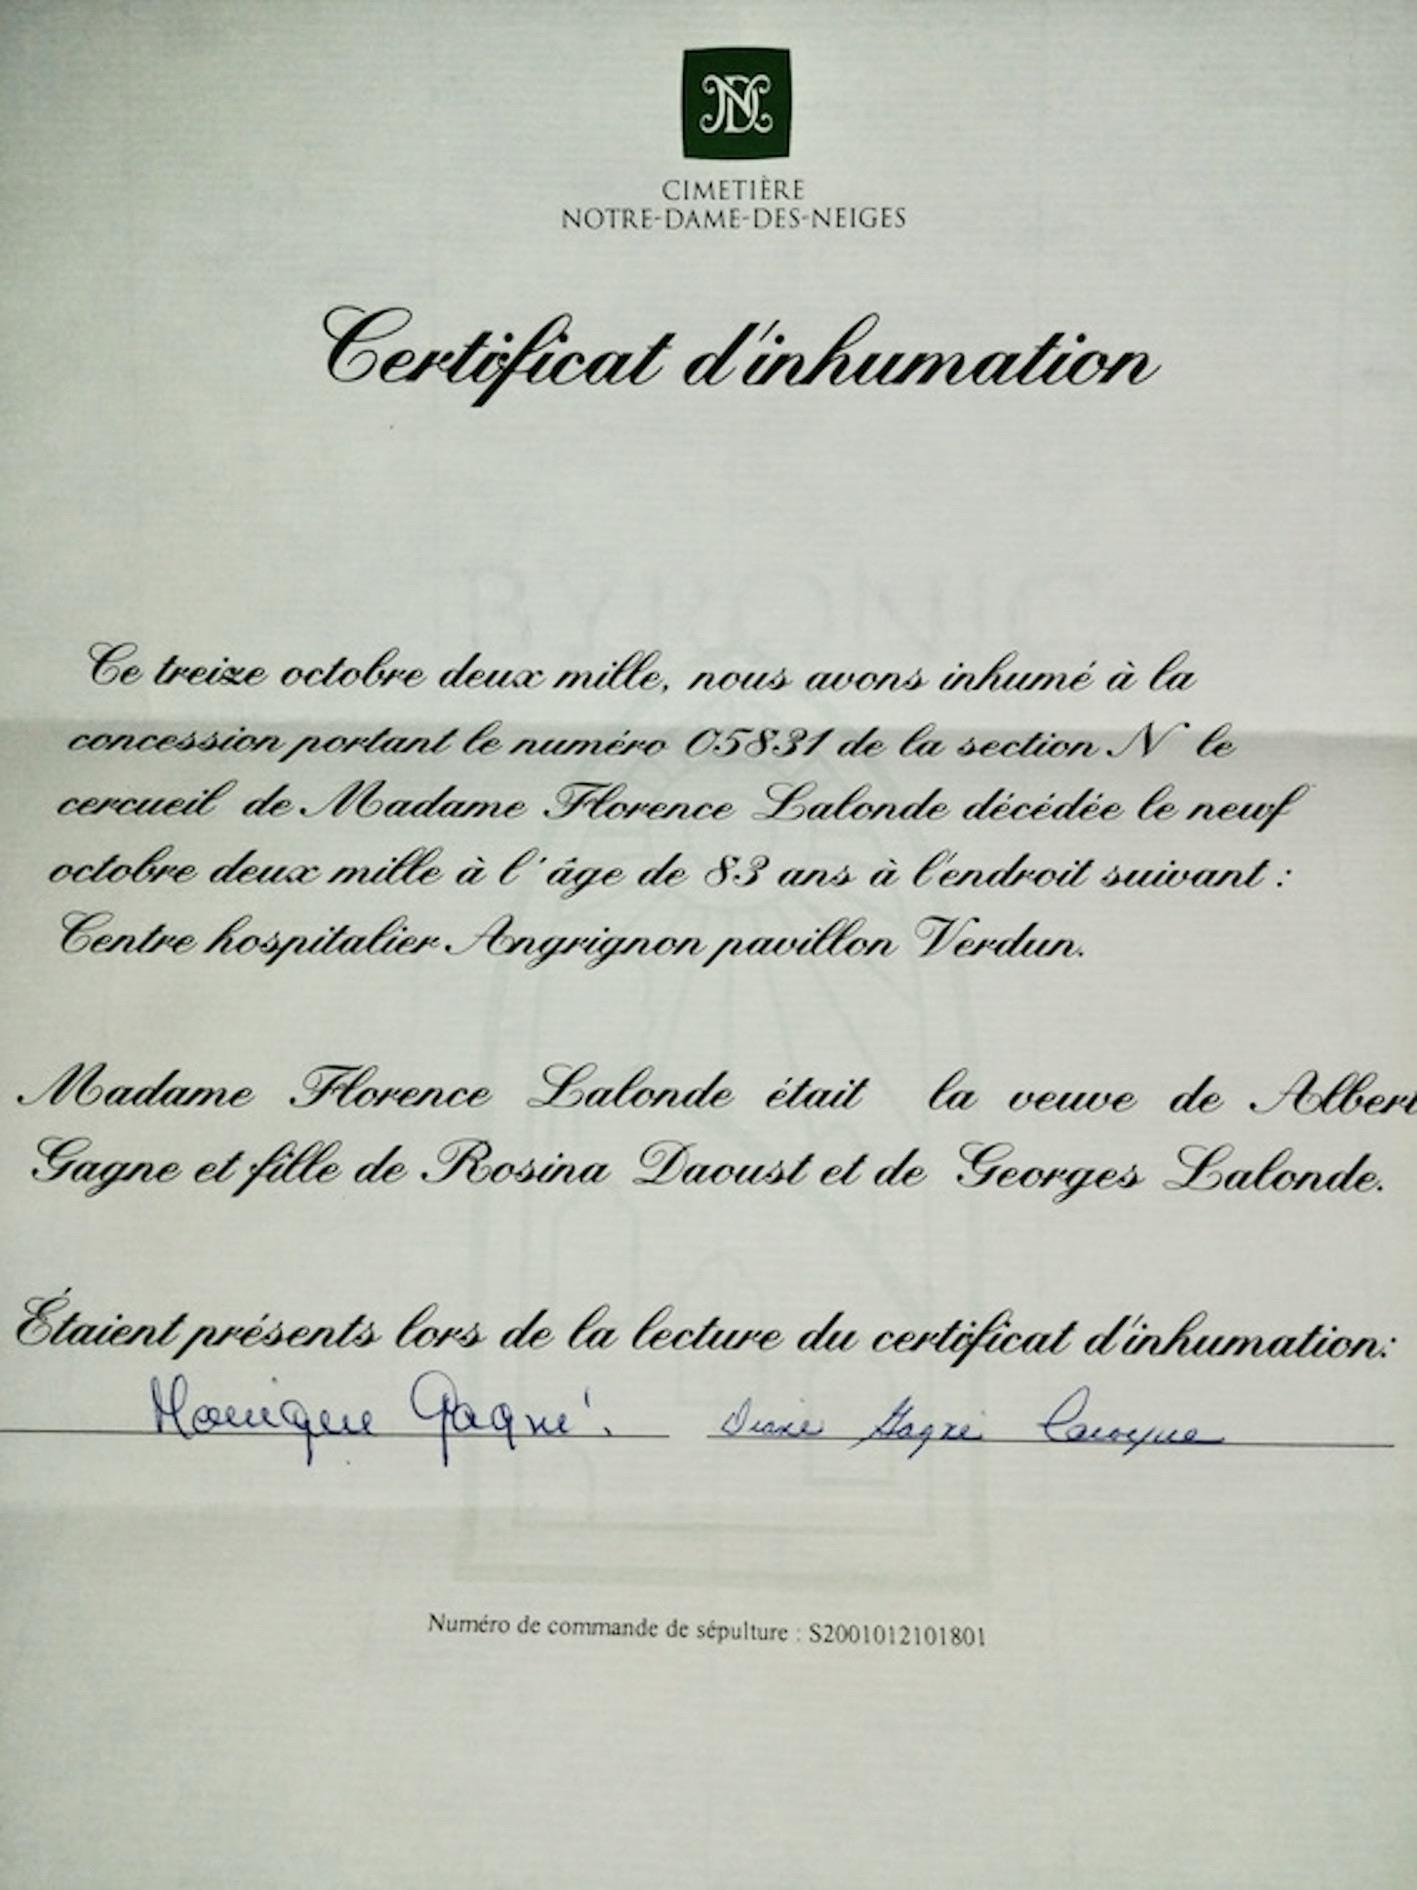 CIMETIÈRE
NOTRE-DAME-DES-NEIGES
Certificat d'inhumation
Ce treize octobre deux mille, nous avons inhumé à la
concession portant le numéro 05831 de la section N le
cercueil de Madame Florence Lalonde décédée le neuf
octobre deux mille à l'âge de 83 ans à l'endroit suivant :
Centre hospitalier Angrignon pavillon Verdun.
Madame Florence Lalonde était la veuve de Albert
Gagne et fille de Rosina Daoust et de Georges Lalonde.
Étaient présents lors de la lecture du certificat d'inhumation:
Monique Gagné. Diane Gagné
Numéro de commande de sépulture : S2001012101801